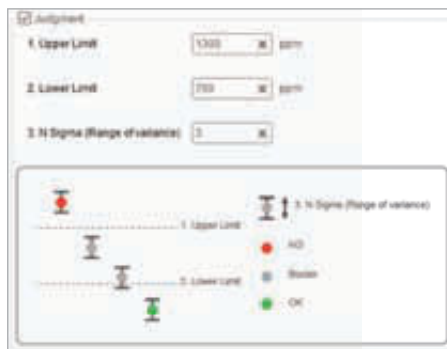 Judgment
1. Upper Limit 1300 ppm
2. Lower Limit 700 ppm
3. N Sigma (Range of variance) 3
3. N Sigma (Range of variance)
1. Upper Limit
NG
2. Lower Limit
OK